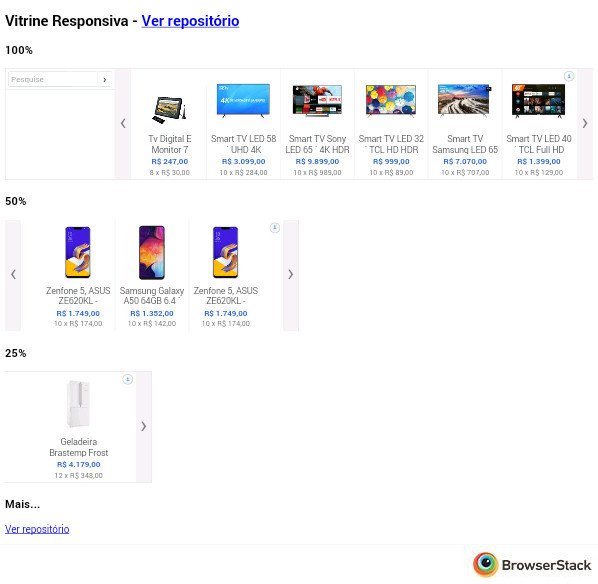 Vitrine Responsiva - Ver repositório
100%
Pesquise
Tv Digital E
Monitor 7
R$ 247,00
8 x R$ 30,00
Smart TV LED 58
´ UHD 4K
R$ 3.099,00
10 x R$ 284,00
Smart TV Sony
LED 65 ´ 4K HDR
R$ 9.899,00
10 x R$ 989,00
Smart TV LED 32
´ TCL HD HDR
R$ 999,00
10 x R$ 89,00
Smart TV
Samsung LED 65
R$ 7.070,00
10 x R$ 707,00
Smart TV LED 40
´ TCL Full HD
R$ 1.399,00
10 x R$ 129,00
50%
Zenfone 5, ASUS
ZE620KL -
R$ 1.749,00
10 x R$ 174,00
Samsung Galaxy
A50 64GB 6.4 ´
R$ 1.352,00
10 x R$ 142,00
Zenfone 5, ASUS
ZE620KL -
R$ 1.749,00
10 x R$ 174,00
25%
Geladeira
Brastemp Frost
R$ 4.179,00
12 x R$ 348,00
Mais...
Ver repositório
BrowserStack